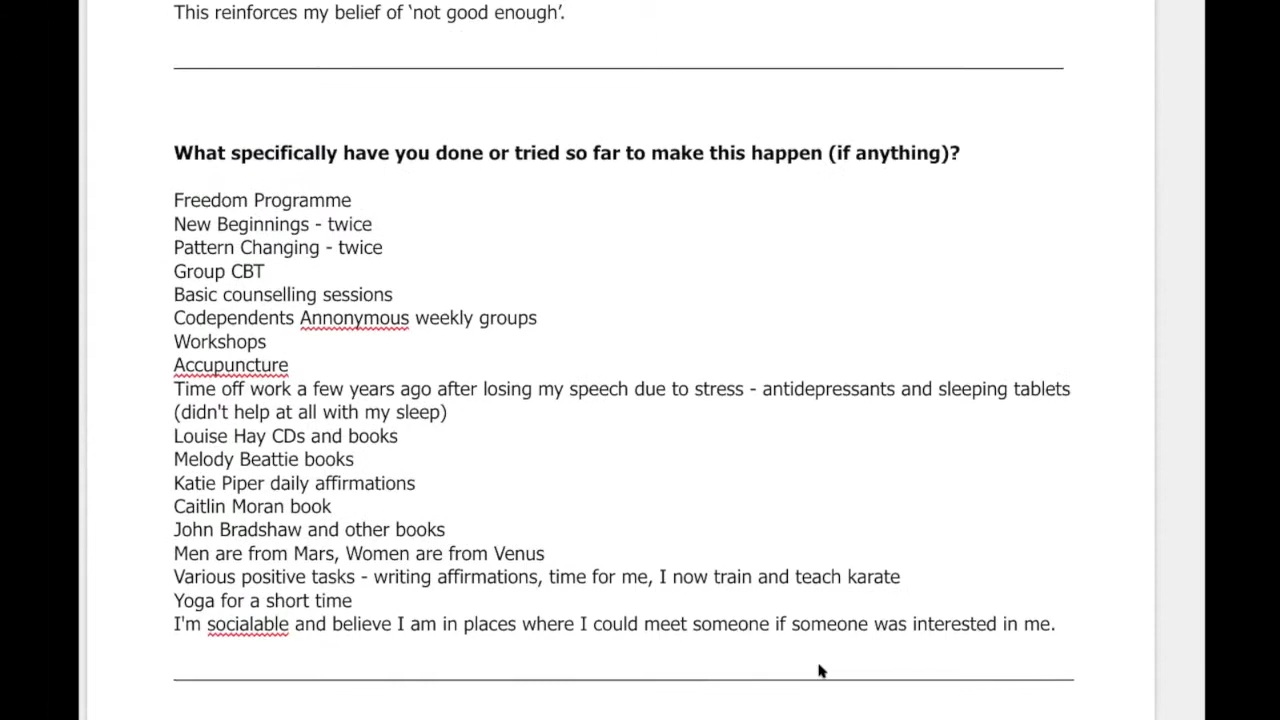 This reinforces my belief of ‘not good enough’.
What specifically have you done or tried so far to make this happen (if anything)?
Freedom Programme
New Beginnings - twice
Pattern Changing - twice
Group CBT
Basic counselling sessions
Codependents Annonymous weekly groups
Workshops
Accupuncture
Time off work a few years ago after losing my speech due to stress - antidepressants and sleeping tablets
(didn't help at all with my sleep)
Louise Hay CDs and books
Melody Beattie books
Katie Piper daily affirmations
Caitlin Moran book
John Bradshaw and other books
Men are from Mars, Women are from Venus
Various positive tasks - writing affirmations, time for me, I now train and teach karate
Yoga for a short time
I'm socialable and believe I am in places where I could meet someone if someone was interested in me.